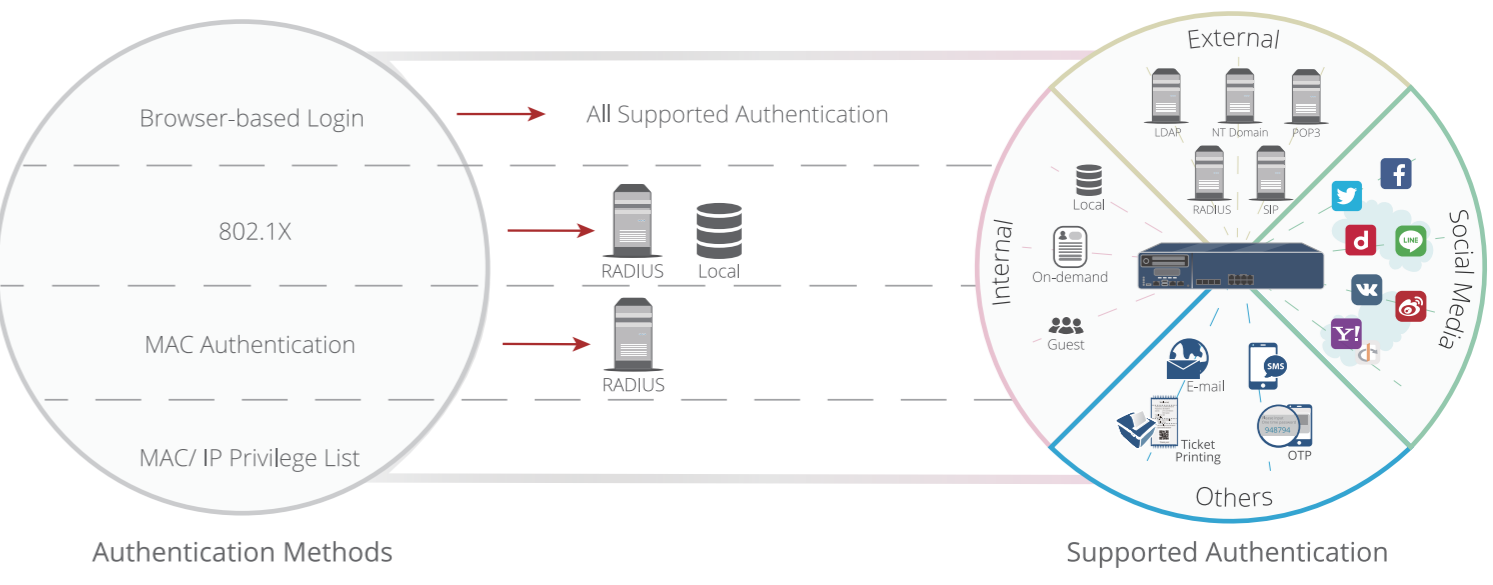 External
LDAP
NT Domain
POP3
RADIUS
SIP
Browser-based Login
All Supported Authentication
802.1X
RADIUS
Local
MAC Authentication
RADIUS
MAC/ IP Privilege List
Internal
Local
On-demand
Guest
Social Media
LINE
Y!
E-mail
SMS
Ticket
Printing
948794
OTP
Others
Authentication Methods
Supported Authentication